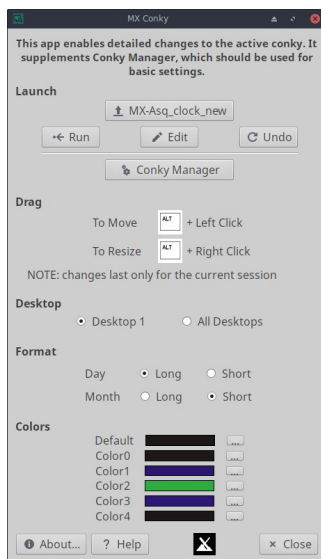 MX Conky
This app enables detailed changes to the active conky. It
supplements Conky Manager, which should be used for
basic settings.
Launch
MX-Asq_clock_new
Run Edit Undo
Conky Manager
Drag
To Move ALT + Left Click
To Resize ALT + Right Click
NOTE: changes last only for the current session
Desktop
Desktop 1 All Desktops
Format
Day Long Short
Month Long Short
Colors
Default ...
Color0 ...
Color1 ...
Color2 ...
Color3 ...
Color4 ...
About... ? Help × Close